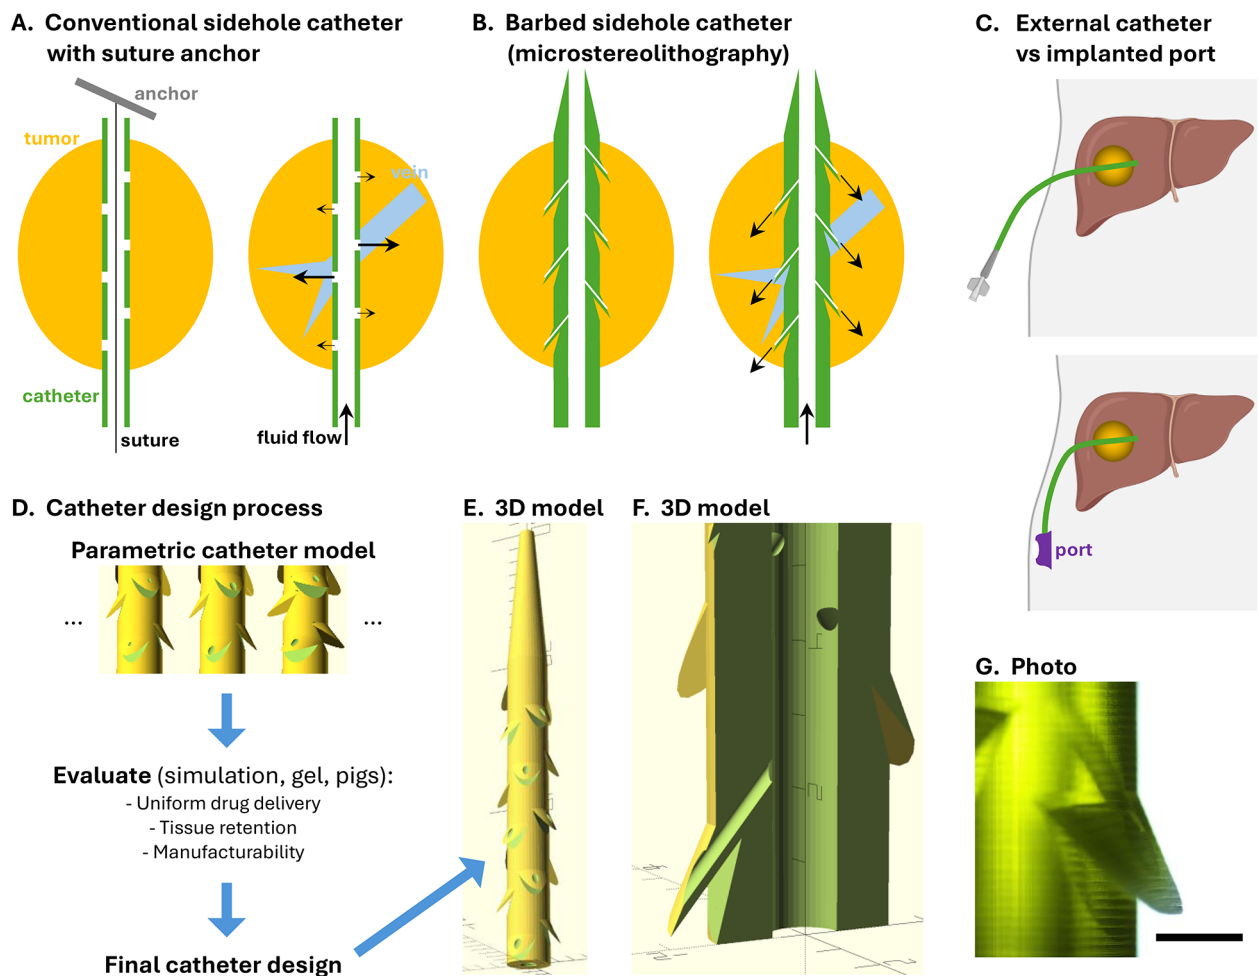 A. Conventional sidehole catheter
with suture anchor
anchor
tumor
vein
catheter
suture
fluid flow
B. Barbed sidehole catheter
(microstereolithography)
C. External catheter
vs implanted port
port
D. Catheter design process
Parametric catheter model
... ...
Evaluate (simulation, gel, pigs):
- Uniform drug delivery
- Tissue retention
- Manufacturability
Final catheter design
E. 3D model
F. 3D model
4
2
G. Photo